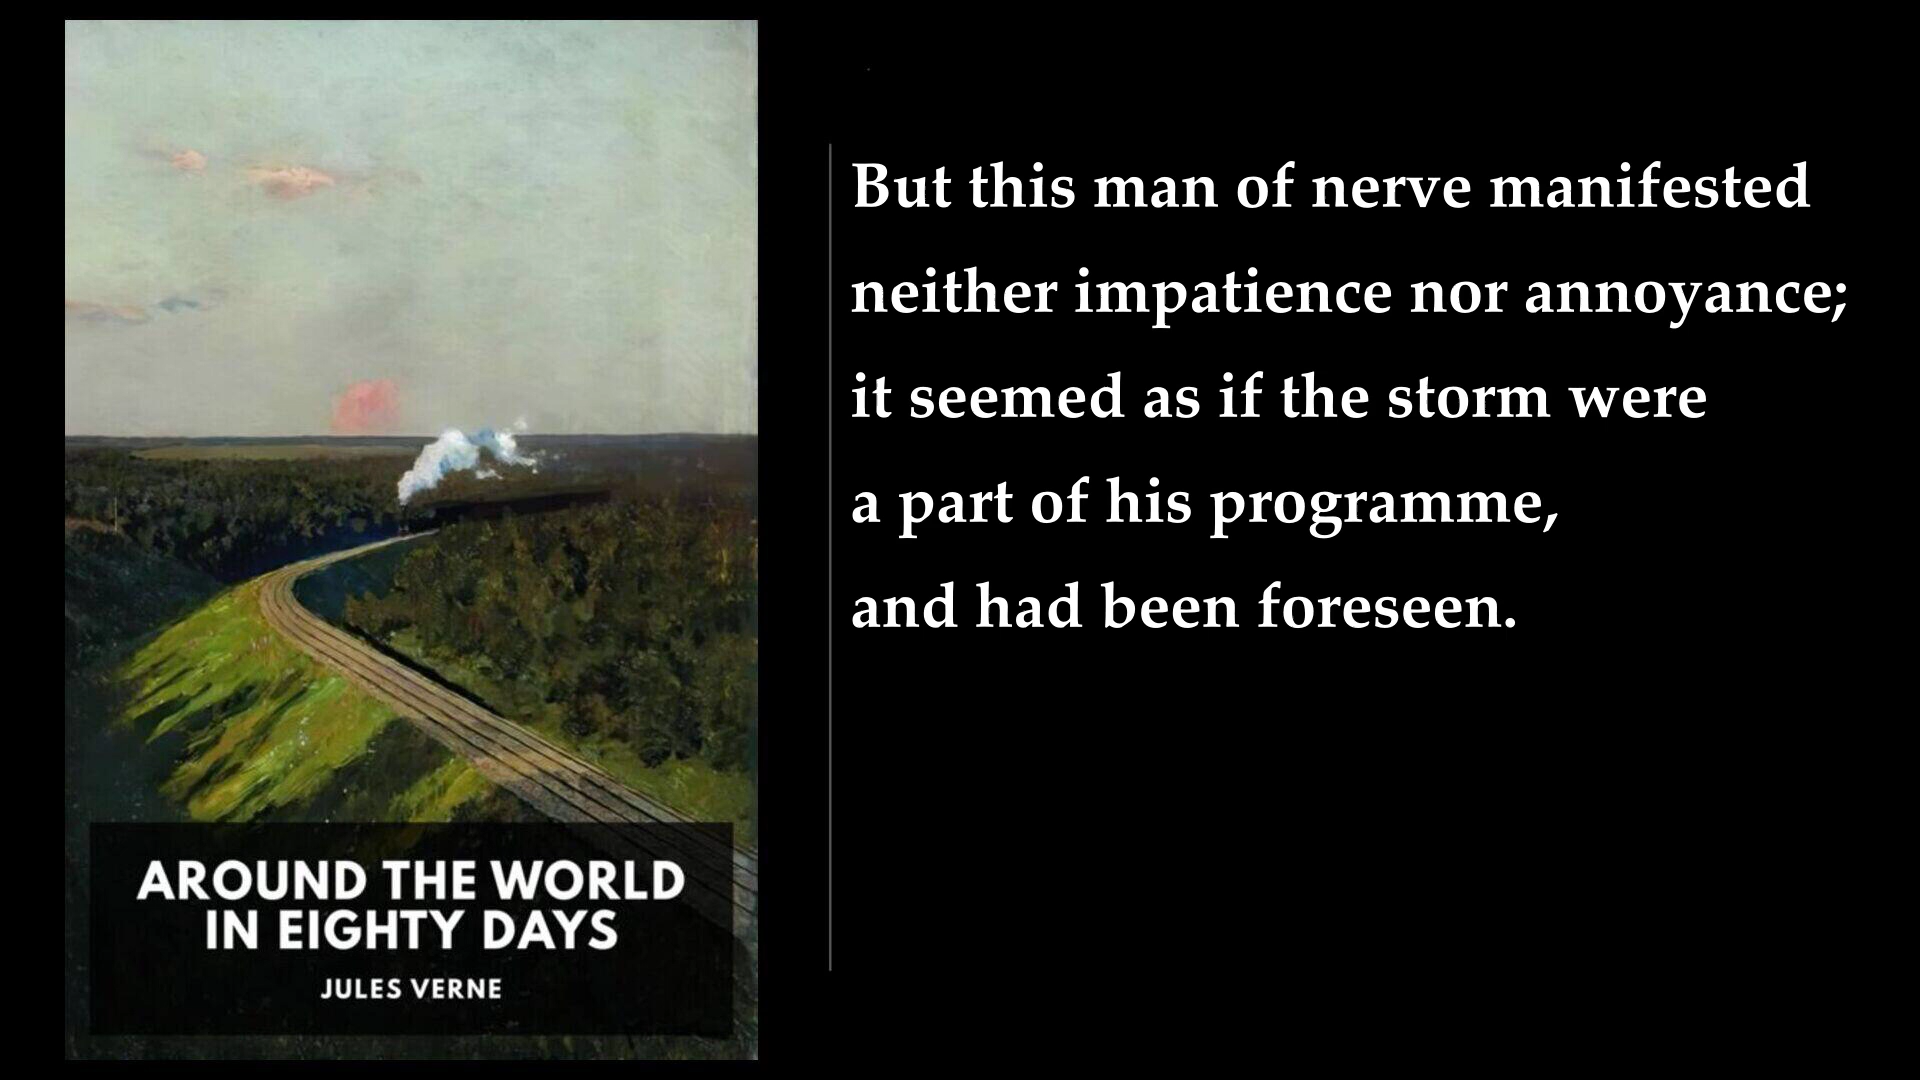 But this man of nerve manifested
neither impatience nor annoyance;
it seemed as if the storm were
a part of his programme,
and had been foreseen.
AROUND THE WORLD
IN EIGHTY DAYS
JULES VERNE